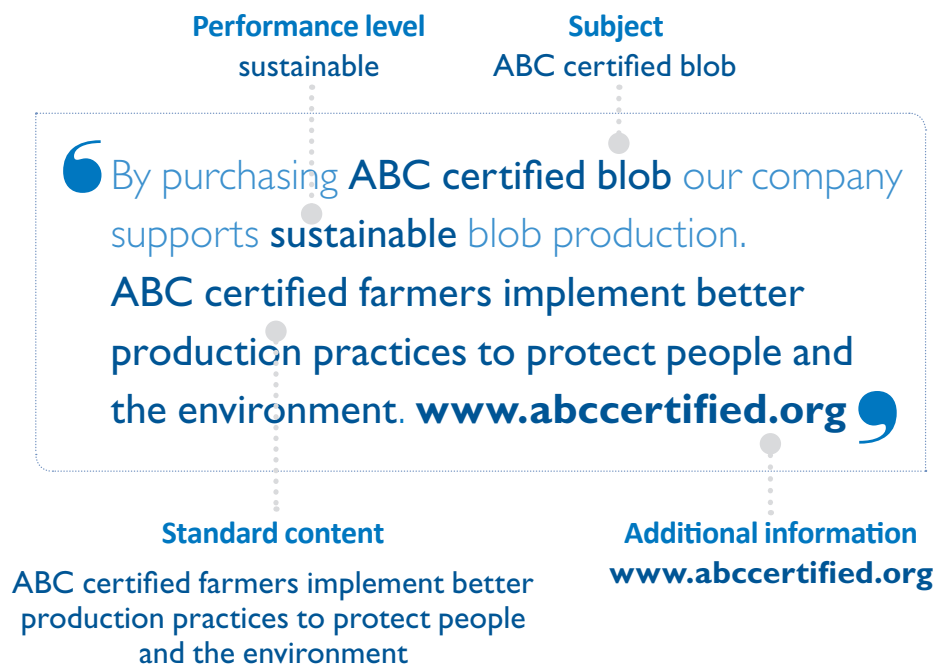 Performance level
sustainable
Subject
ABC certified blob
‘By purchasing ABC certified blob our company
supports sustainable blob production.
ABC certified farmers implement better
production practices to protect people and
the environment. www.abccertified.org’
Standard content
ABC certified farmers implement better
production practices to protect people
and the environment
Additional information
www.abccertified.org